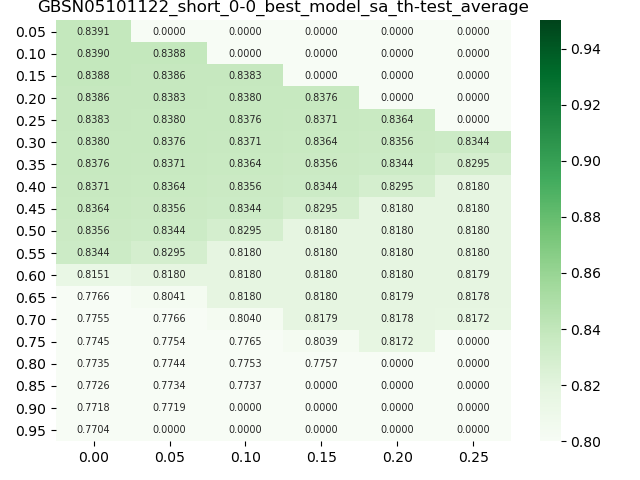 GBSN05101122_short_0-0_best_model_sa_th-test_average
0.05 0.8391 0.0000 0.0000 0.0000 0.0000 0.0000
0.10 0.8390 0.8388 0.0000 0.0000 0.0000 0.0000
0.15 0.8388 0.8386 0.8383 0.0000 0.0000 0.0000
0.20 0.8386 0.8383 0.8380 0.8376 0.0000 0.0000
0.25 0.8383 0.8380 0.8376 0.8371 0.8364 0.0000
0.30 0.8380 0.8376 0.8371 0.8364 0.8356 0.8344
0.35 0.8376 0.8371 0.8364 0.8356 0.8344 0.8295
0.40 0.8371 0.8364 0.8356 0.8344 0.8295 0.8180
0.45 0.8364 0.8356 0.8344 0.8295 0.8180 0.8180
0.50 0.8356 0.8344 0.8295 0.8180 0.8180 0.8180
0.55 0.8344 0.8295 0.8180 0.8180 0.8180 0.8180
0.60 0.8151 0.8180 0.8180 0.8180 0.8180 0.8179
0.65 0.7766 0.8041 0.8180 0.8180 0.8179 0.8178
0.70 0.7755 0.7766 0.8040 0.8179 0.8178 0.8172
0.75 0.7745 0.7754 0.7765 0.8039 0.8172 0.0000
0.80 0.7735 0.7744 0.7753 0.7757 0.0000 0.0000
0.85 0.7726 0.7734 0.7737 0.0000 0.0000 0.0000
0.90 0.7718 0.7719 0.0000 0.0000 0.0000 0.0000
0.95 0.7704 0.0000 0.0000 0.0000 0.0000 0.0000
0.00 0.05 0.10 0.15 0.20 0.25
0.94
0.92
0.90
0.88
0.86
0.84
0.82
0.80